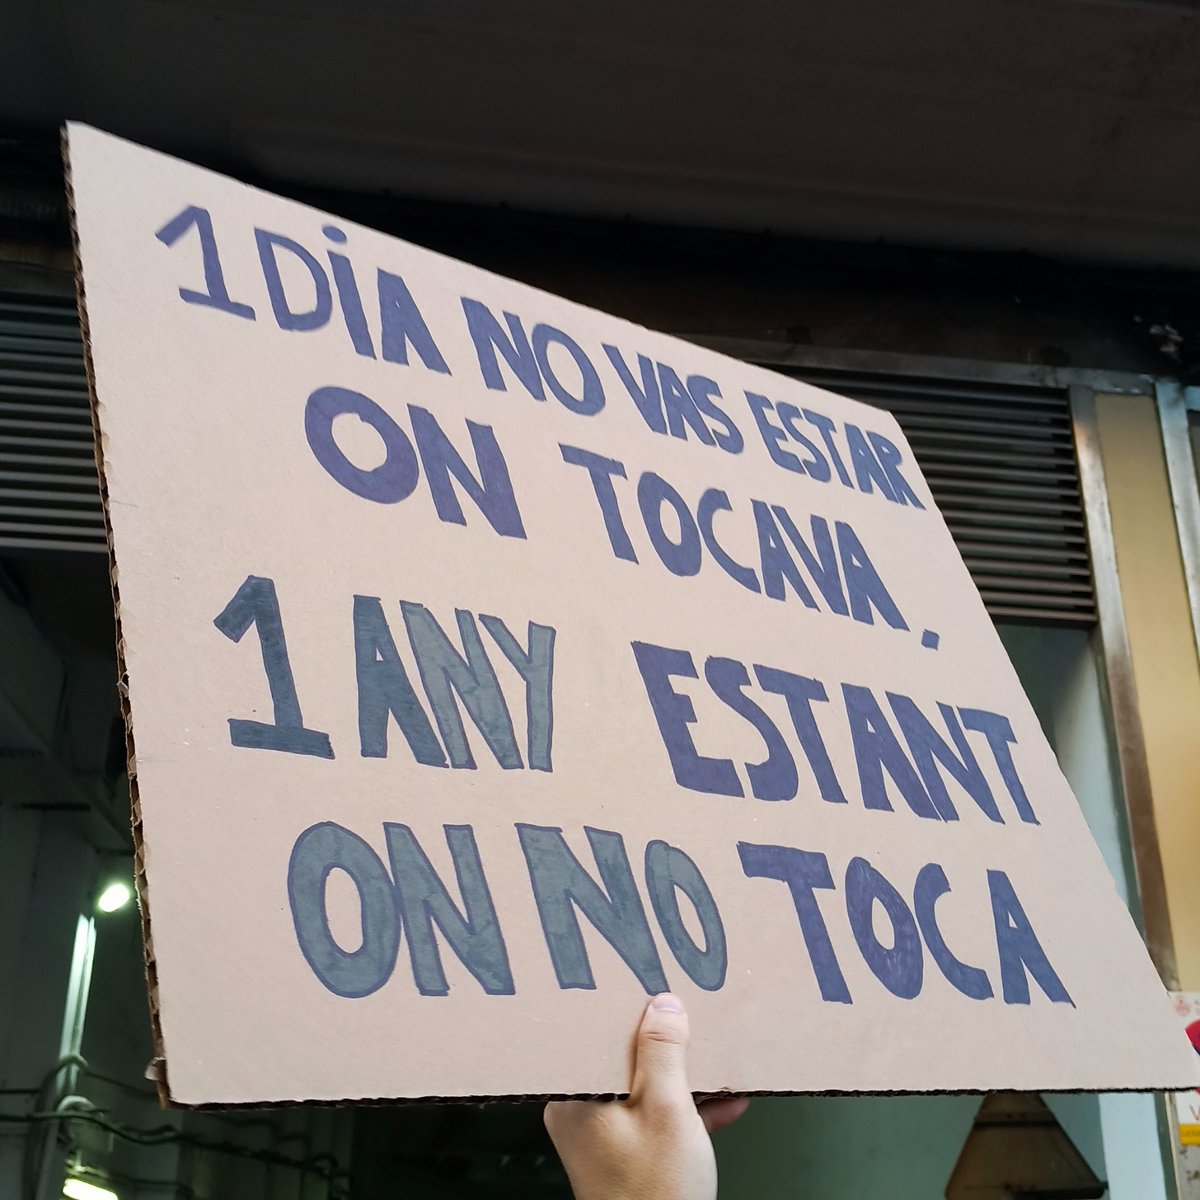 1 DIA NO VAS ESTAR
ON TOCAVA,
1 ANY ESTANT
ON NO TOCA